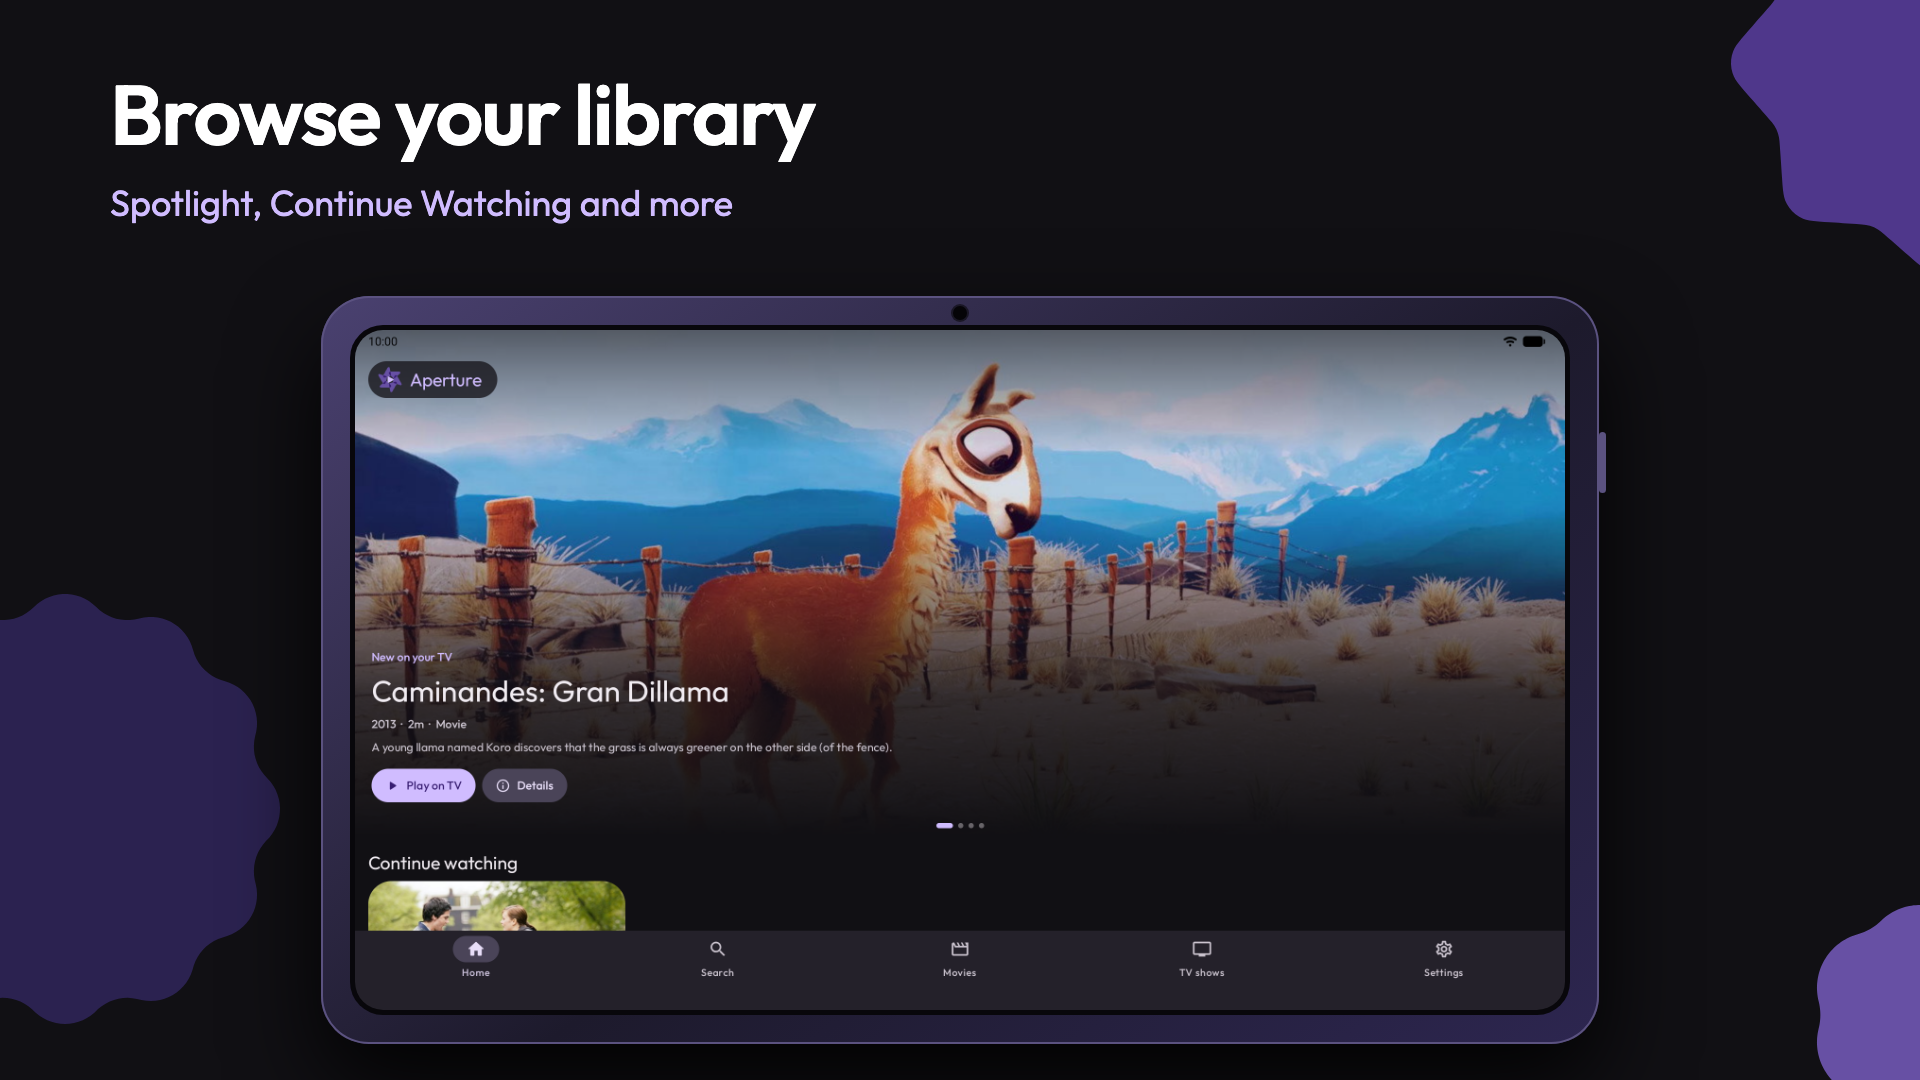 Browse your library
Spotlight, Continue Watching and more
10:00
Aperture
New on your TV
Caminandes: Gran Dillama
2013 · 2m · Movie
A young llama named Koro discovers that the grass is always greener on the other side (of the fence).
Play on TV
Details
Continue watching
Home
Search
Movies
TV shows
Settings